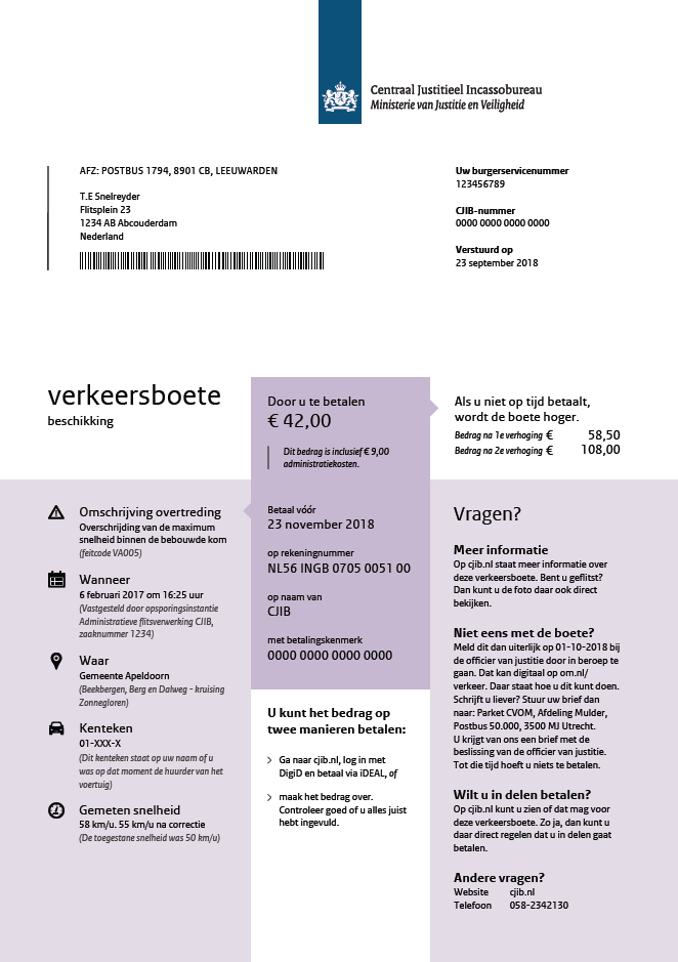 Centraal Justitieel Incassobureau
Ministerie van Justitie en Veiligheid
AFZ: POSTBUS 1794, 8901 CB, LEEUWARDEN
T.E Snelreyder
Flitsplein 23
1234 AB Abcouderdam
Nederland
Uw burgerservicenummer
123456789
CJIB-nummer
0000 0000 0000 0000
Verstuurd op
23 september 2018
verkeersboete
beschikking
Door u te betalen
€ 42,00
Dit bedrag is inclusief € 9,00
administratiekosten.
Als u niet op tijd betaalt,
wordt de boete hoger.
Bedrag na 1e verhoging € 58,50
Bedrag na 2e verhoging € 108,00
Omschrijving overtreding
Overschrijding van de maximum
snelheid binnen de bebouwde kom
(feitcode VA005)
Wanneer
6 februari 2017 om 16:25 uur
(Vastgesteld door opsporingsinstantie
Administratieve flitsverwerking CJIB,
zaaknummer 1234)
Waar
Gemeente Apeldoorn
(Beekbergen, Berg en Dalweg - kruising
Zonnegloren)
Kenteken
01-XXX-X
(Dit kenteken staat op uw naam of u
was op dat moment de huurder van het
voertuig)
Gemeten snelheid
58 km/u. 55 km/u na correctie
(De toegestane snelheid was 50 km/u)
Betaal vóór
23 november 2018
op rekeningnummer
NL56 INGB 0705 0051 00
op naam van
CJIB
met betalingskenmerk
0000 0000 0000 0000
U kunt het bedrag op
twee manieren betalen:
Ga naar cjib.nl, log in met
DigiD en betaal via iDEAL, of
maak het bedrag over.
Controleer goed of u alles juist
hebt ingevuld.
Vragen?
Meer informatie
Op cjib.nl staat meer informatie over
deze verkeersboete. Bent u geflitst?
Dan kunt u de foto daar ook direct
bekijken.
Niet eens met de boete?
Meld dit dan uiterlijk op 01-10-2018 bij
de officier van justitie door in beroep te
gaan. Dat kan digitaal op om.nl/
verkeer. Daar staat hoe u dit kunt doen.
Schrijft u liever? Stuur uw brief dan
naar: Parket CVOM, Afdeling Mulder,
Postbus 50.000, 3500 MJ Utrecht.
U krijgt van ons een brief met de
beslissing van de officier van justitie.
Tot die tijd hoeft u niets te betalen.
Wilt u in delen betalen?
Op cjib.nl kunt u zien of dat mag voor
deze verkeersboete. Zo ja, dan kunt u
daar direct regelen dat u in delen gaat
betalen.
Andere vragen?
Website cjib.nl
Telefoon 058-2342130